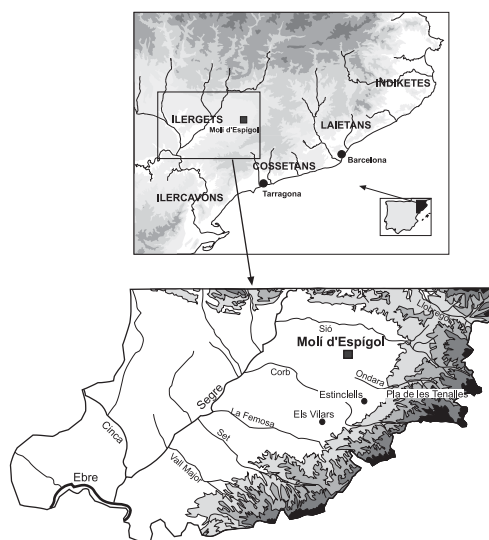 INDIKETES
ILERGETS
Molí d'Espígol
LAIETANS
Barcelona
COSSETANS
Tarragona
ILERCAVONS
Llobregós
Sió
Molí d'Espígol
Segre
Corb
Ondara
Pla de les Tenalles
Estinclells
Els Vilars
La Femosa
Cinca
Set
Vall Major
Ebre